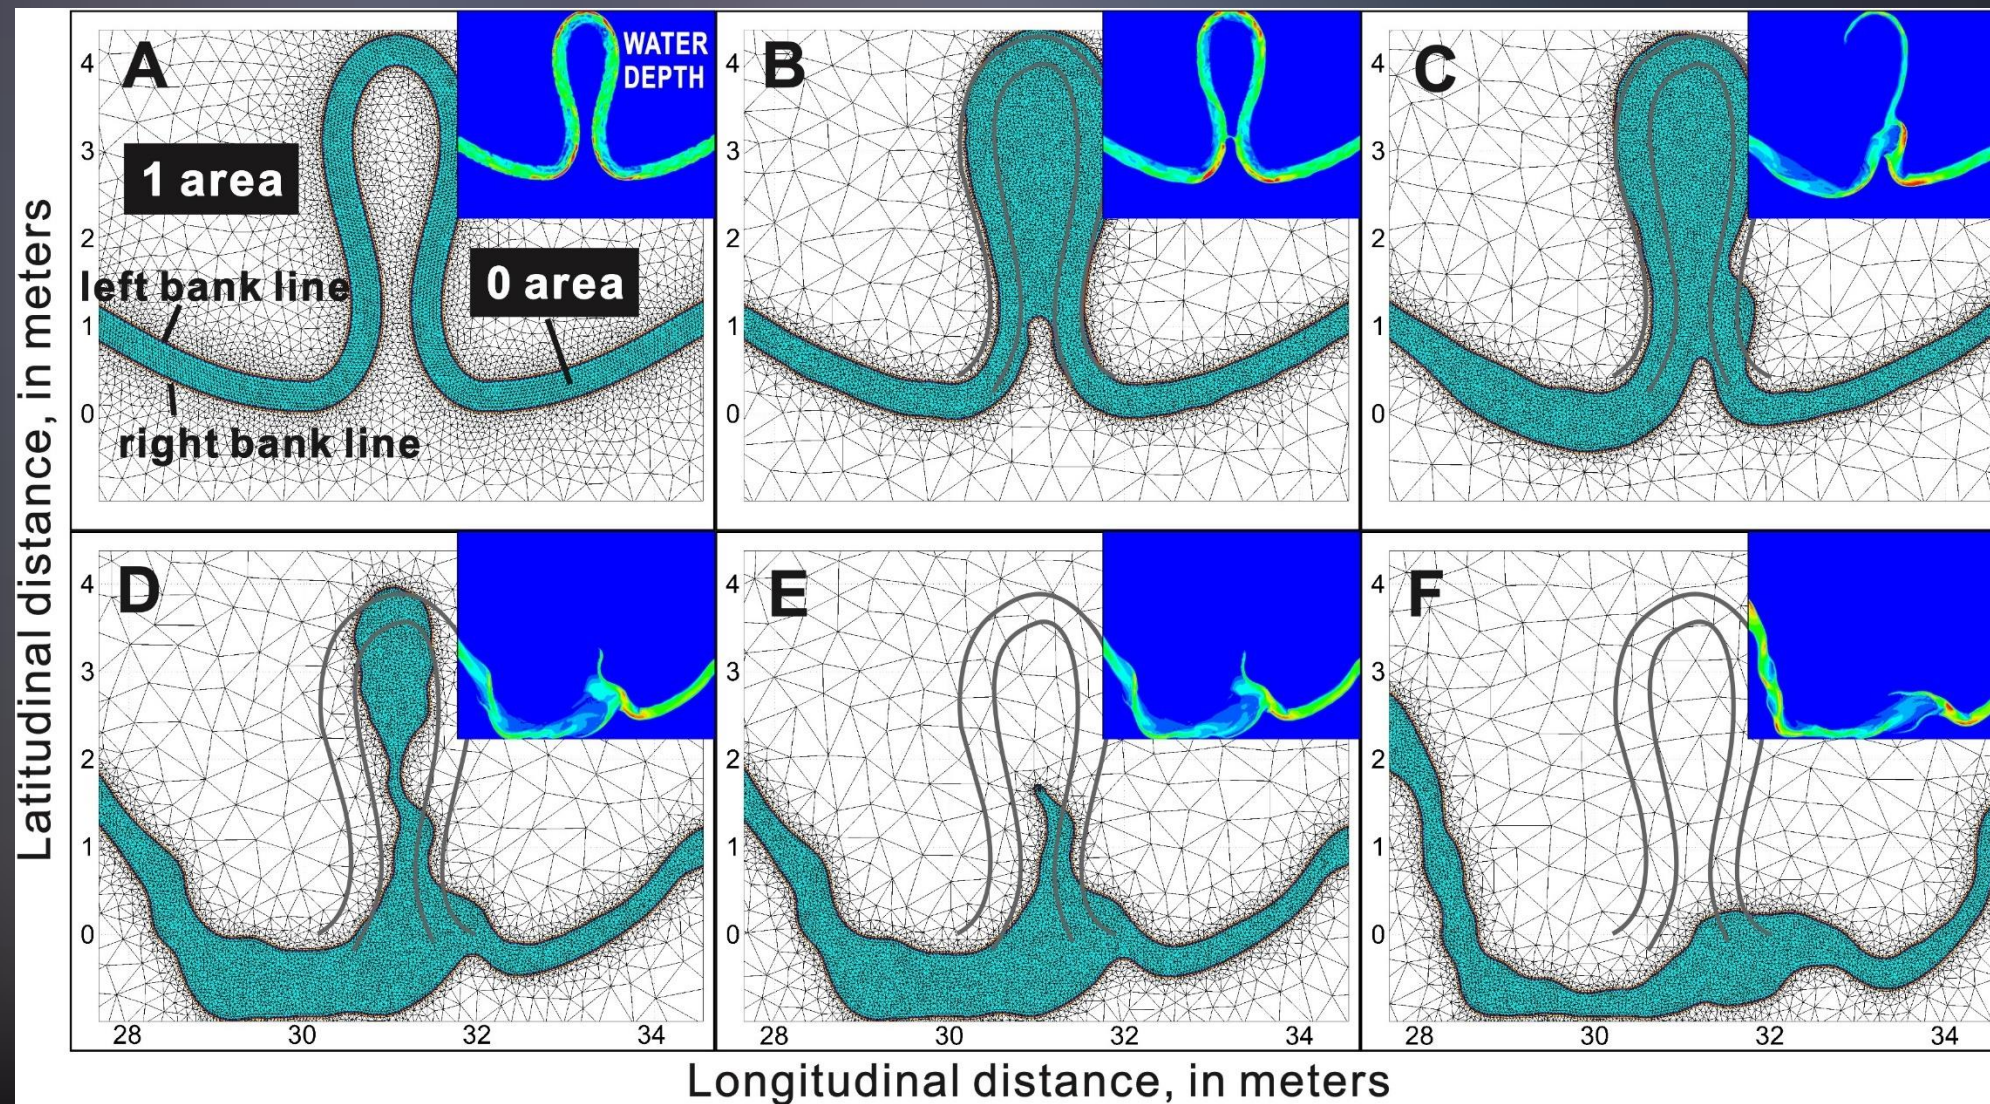 A
WATER
DEPTH
1 area
left bank line
0 area
right bank line
4
3
2
1
0
B
4
3
2
1
0
C
4
3
2
1
0
D
4
3
2
1
0
28 30 32 34
E
4
3
2
1
0
28 30 32 34
F
4
3
2
1
0
28 30 32 34
Latitudinal distance, in meters
Longitudinal distance, in meters